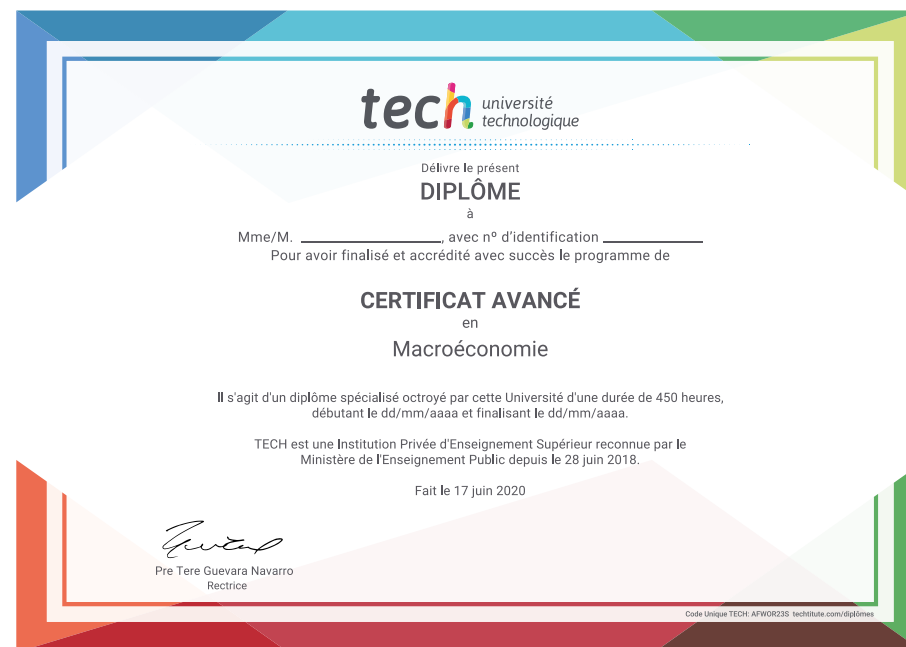 tech université
technologique
Délivre le présent
DIPLÔME
à
Mme/M. ____________________, avec nº d'identification ______________
Pour avoir finalisé et accrédité avec succès le programme de
CERTIFICAT AVANCÉ
en
Macroéconomie
Il s'agit d'un diplôme spécialisé octroyé par cette Université d'une durée de 450 heures,
débutant le dd/mm/aaaa et finalisant le dd/mm/aaaa.
TECH est une Institution Privée d'Enseignement Supérieur reconnue par le
Ministère de l'Enseignement Public depuis le 28 juin 2018.
Fait le 17 juin 2020
Pre Tere Guevara Navarro
Rectrice
Code Unique TECH: AFWOR23S techtitute.com/diplômes